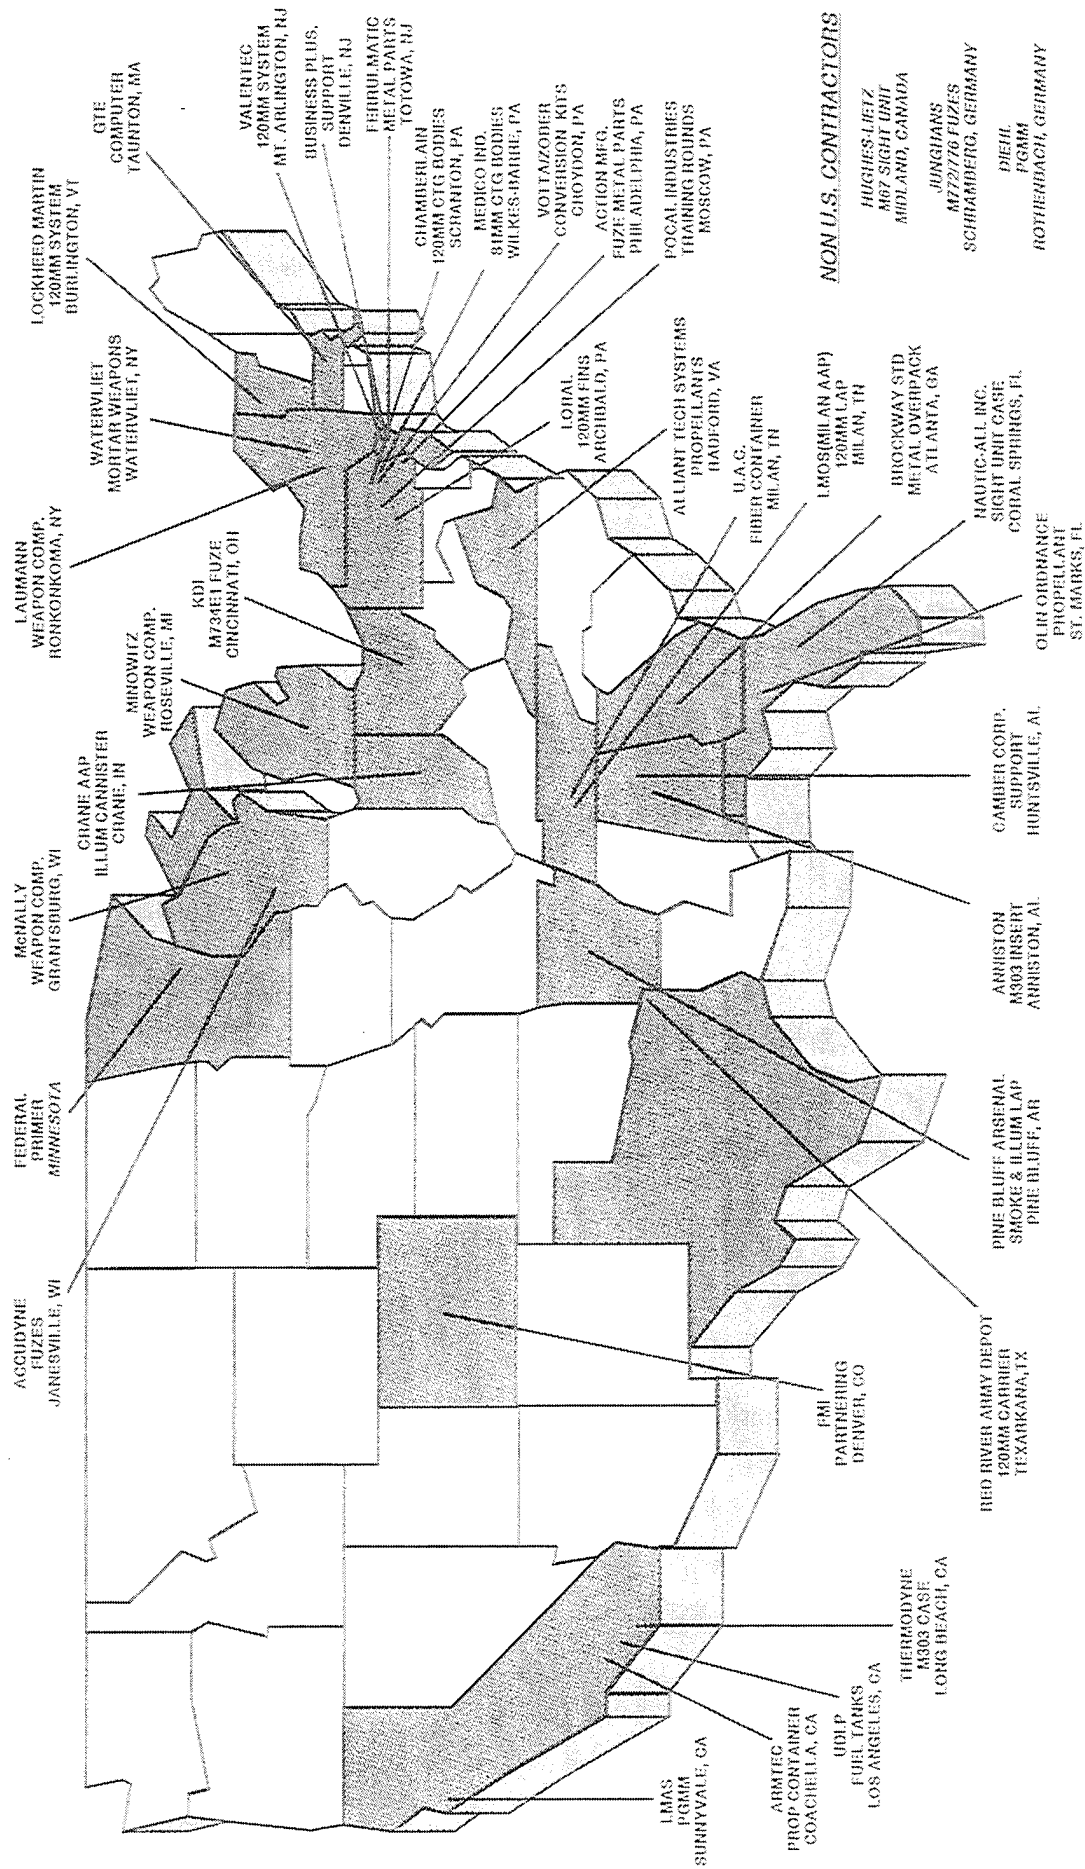 ACCUDYNE
FUZES
JANESVILLE, WI
FEDERAL
PRIMER
MINNESOTA
McNALLY
WEAPON COMP.
GRANTSBURG, WI
CRANE AAP
ILLUM CANNISTER
CRANE, IN
MINOWITZ
WEAPON COMP.
ROSEVILLE, MI
KDI
M734E1 FUZE
CINCINNATI, OH
LAUMANN
WEAPON COMP.
RONKONKOMA, NY
WATERVLIET
MORTAR WEAPONS
WATERVLIET, NY
LOCKHEED MARTIN
120MM SYSTEM
BURLINGTON, VT
GTE
COMPUTER
TAUNTON, MA
VALENTEC
120MM SYSTEM
MT. ARLINGTON, NJ
BUSINESS PLUS.
SUPPORT
DENVILLE, NJ
FERRULMATIC
METAL PARTS
TOTOWA, NJ
CHAMBERLAIN
120MM CTG BODIES
SCRANTON, PA
MEDICO IND.
81MM CTG BODIES
WILKES-BARRE, PA
VOTTA/ZOBER
CONVERSION KITS
CROYDON, PA
ACTION MFG.
FUZE METAL PARTS
PHILADELPHIA, PA
POCAL INDUSTRIES
TRAINING ROUNDS
MOSCOW, PA
LORAL
120MM FINS
ARCHBALD, PA
ALLIANT TECH SYSTEMS
PROPELLANTS
RADFORD, VA
U.A.C.
FIBER CONTAINER
MILAN, TN
LMOS(MILAN AAP)
120MM LAP
MILAN, TN
BROCKWAY STD
METAL OVERPACK
ATLANTA, GA
NAUTIC-ALL INC.
SIGHT UNIT CASE
CORAL SPRINGS, FL
OLIN ORDNANCE
PROPELLANT
ST. MARKS, FL
CAMBER CORP.
SUPPORT
HUNTSVILLE, AL
ANNISTON
M303 INSERT
ANNISTON, AL
PINE BLUFF ARSENAL
SMOKE & ILLUM LAP
PINE BLUFF, AR
RED RIVER ARMY DEPOT
120MM CARRIER
TEXARKANA,TX
FMI
PARTNERING
DENVER, CO
THERMODYNE
M303 CASE
LONG BEACH, CA
UDLP
FUEL TANKS
LOS ANGELES, CA
ARMTEC
PROP CONTAINER
COACHELLA, CA
LMAS
PGMM
SUNNYVALE, CA
NON U.S. CONTRACTORS
HUGHES-LIETZ
M67 SIGHT UNIT
MIDLAND, CANADA
JUNGHANS
M772/776 FUZES
SCHRAMBERG, GERMANY
DIEHL
PGMM
ROTHENBACH, GERMANY